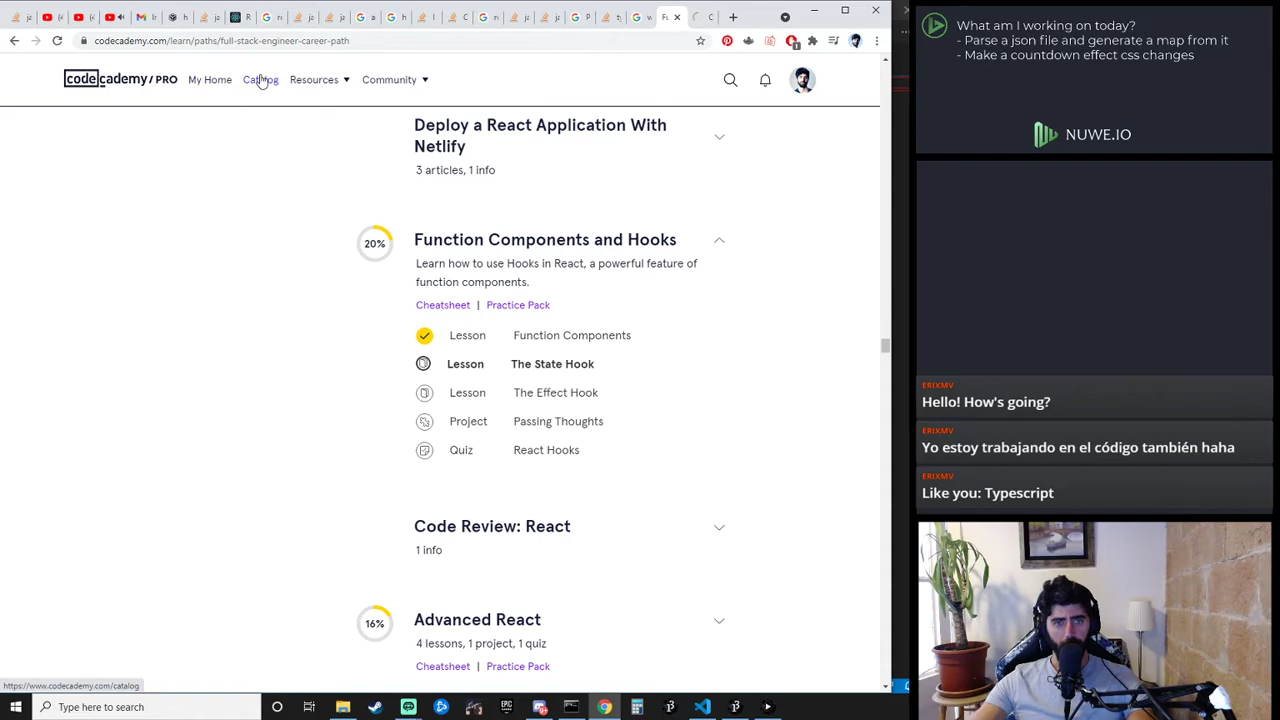 codecademy.com/learn/paths/full-stack-engineer-career-path
codecademy / PRO
My Home
Catalog
Resources
Community
Deploy a React Application With
Netlify
3 articles, 1 info
20%
Function Components and Hooks
Learn how to use Hooks in React, a powerful feature of
function components.
Cheatsheet | Practice Pack
Lesson Function Components
Lesson The State Hook
Lesson The Effect Hook
Project Passing Thoughts
Quiz React Hooks
Code Review: React
1 info
16%
Advanced React
4 lessons, 1 project, 1 quiz
Cheatsheet | Practice Pack
https://www.codecademy.com/catalog
Type here to search
What am I working on today?
- Parse a json file and generate a map from it
- Make a countdown effect css changes
NUWE.IO
ERIXMV
Hello! How's going?
ERIXMV
Yo estoy trabajando en el código también haha
ERIXMV
Like you: Typescript